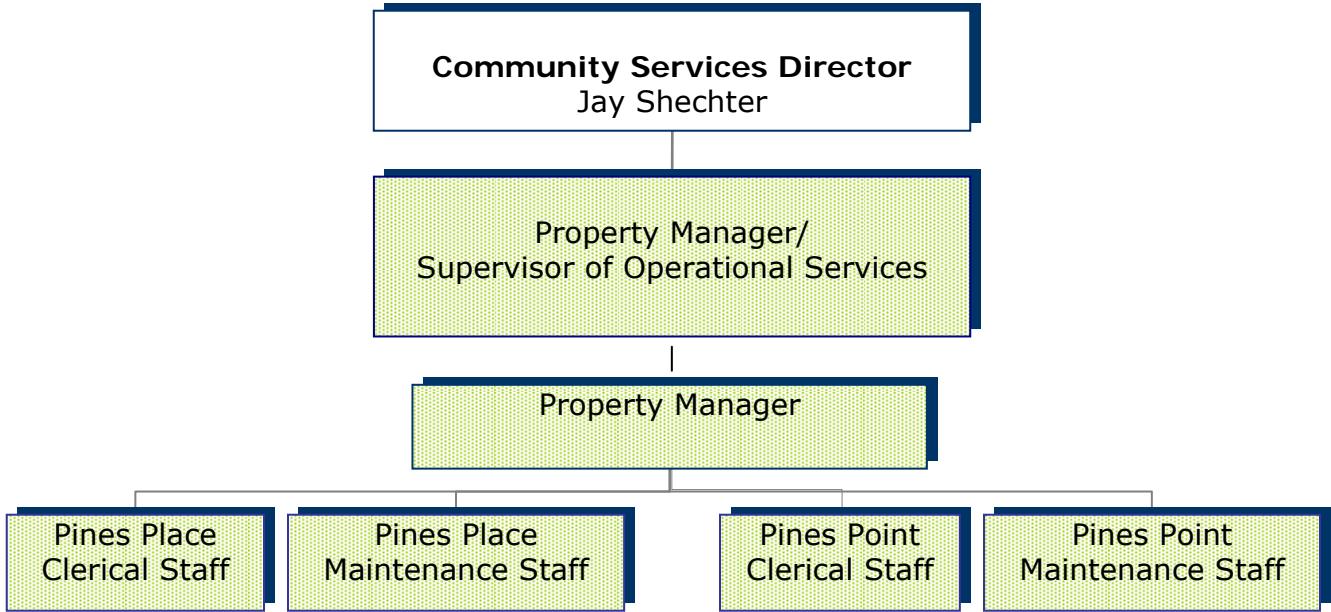 Community Services Director
Jay Shechter
Property Manager/
Supervisor of Operational Services
Property Manager
Pines Place
Clerical Staff
Pines Place
Maintenance Staff
Pines Point
Clerical Staff
Pines Point
Maintenance Staff